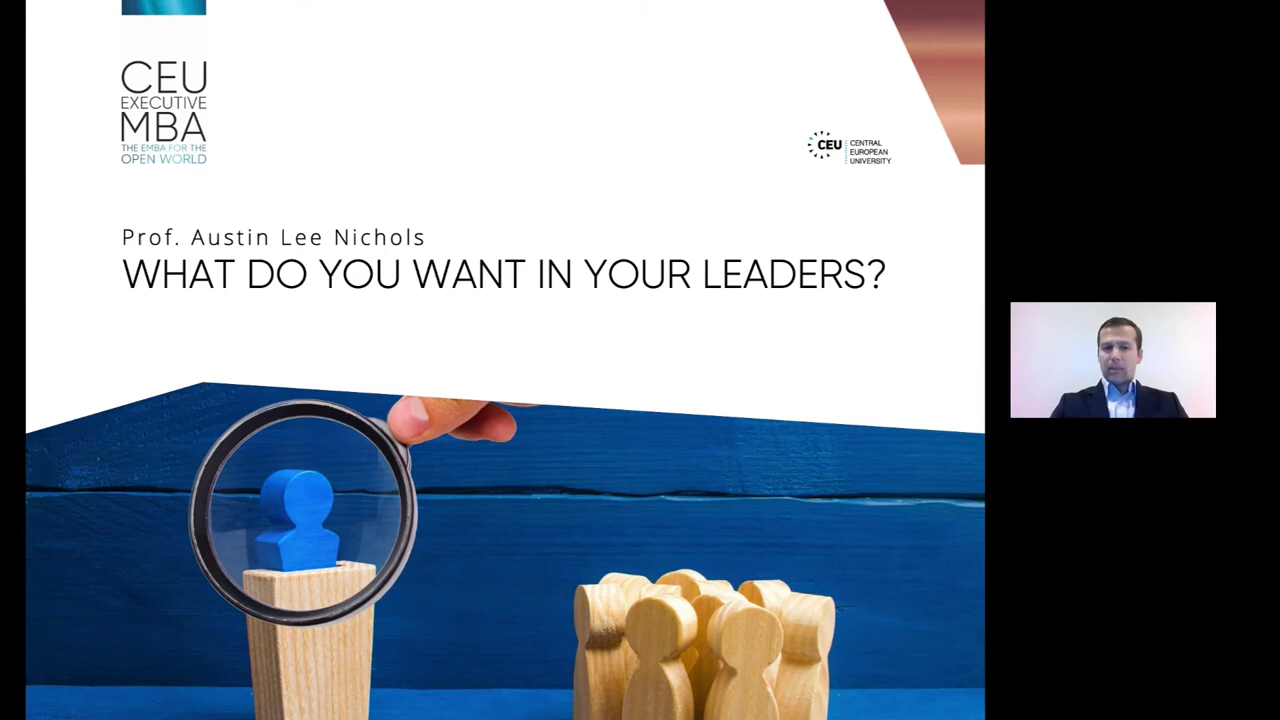 CEU
EXECUTIVE
MBA
THE EMBA FOR THE
OPEN WORLD
CEU
CENTRAL
EUROPEAN
UNIVERSITY
Prof. Austin Lee Nichols
WHAT DO YOU WANT IN YOUR LEADERS?